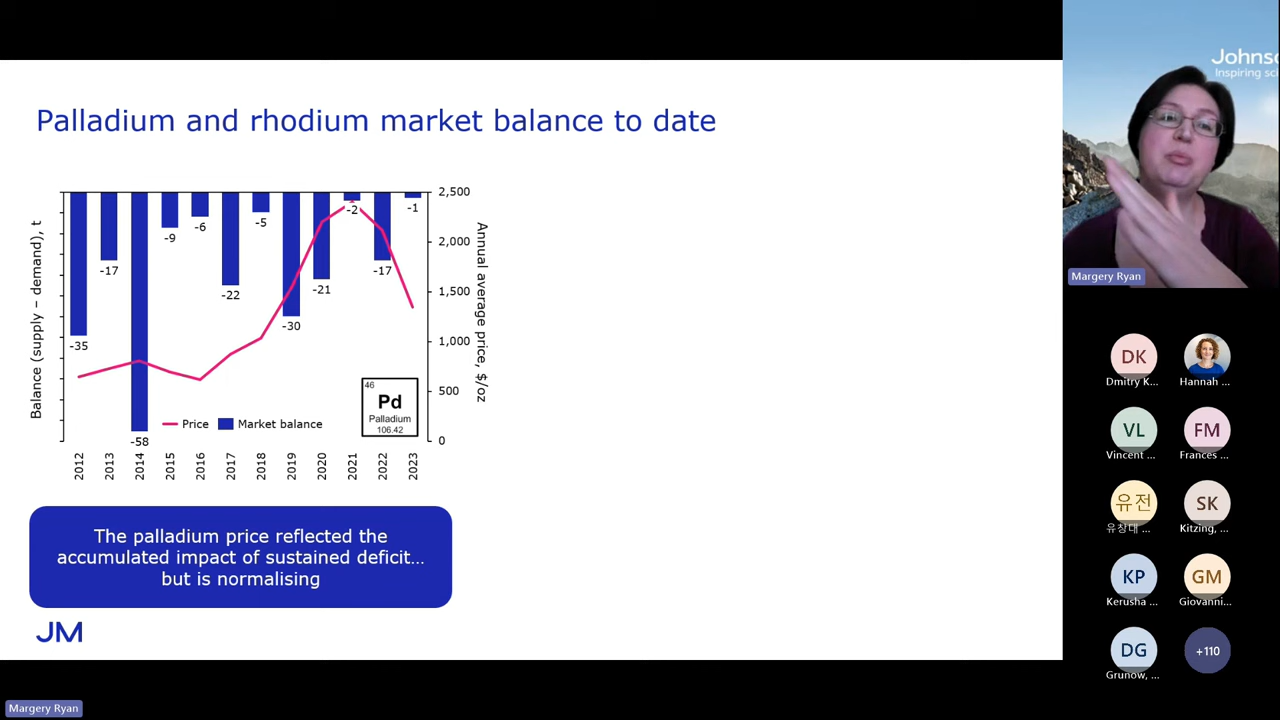 Palladium and rhodium market balance to date
Balance (supply – demand), t
2,500
2,000
1,500
1,000
500
0
Annual average price, $/oz
-35
-17
-58
-9
-6
-22
-5
-30
-21
-2
-17
-1
46
Pd
Palladium
106.42
Price
Market balance
2012
2013
2014
2015
2016
2017
2018
2019
2020
2021
2022
2023
The palladium price reflected the
accumulated impact of sustained deficit...
but is normalising
JM
Johnso
Inspiring sci
Margery Ryan
DK
Dmitry K...
Hannah ...
VL
Vincent ...
FM
Frances ...
유전
유창대 ...
SK
Kitzing, ...
KP
Kerusha ...
GM
Giovanni...
DG
Grunow, ...
+110
Margery Ryan